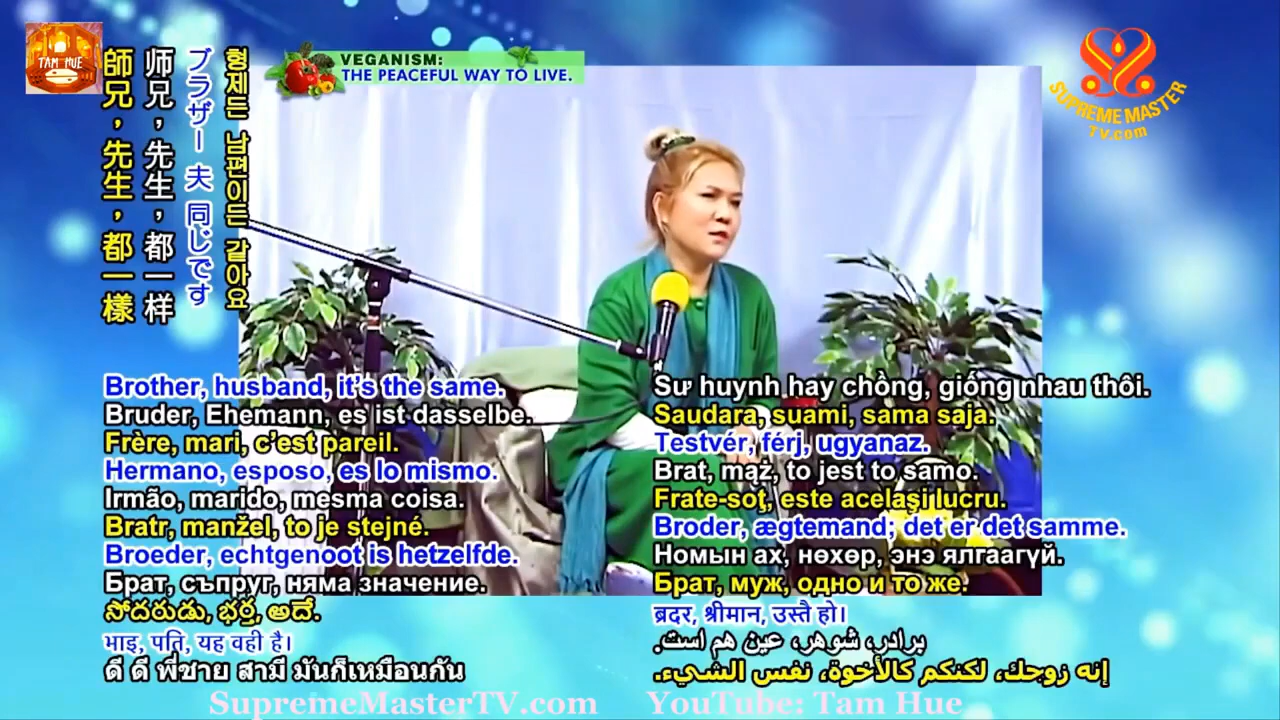 TAM HUE
師兄，先生，都一樣
师兄，先生，都一样
ブラザー 夫 同じです
형제든 남편이든 같아요
VEGANISM:
THE PEACEFUL WAY TO LIVE.
SUPREME MASTER
TV.com
Brother, husband, it's the same.
Bruder, Ehemann, es ist dasselbe.
Frère, mari, c'est pareil.
Hermano, esposo, es lo mismo.
Irmão, marido, mesma coisa.
Bratr, manžel, to je stejné.
Broeder, echtgenoot is hetzelfde.
Брат, съпруг, няма значение.
సోదరుడు, భర్త, అదే.
भाइ, पति, यह वही है।
ดี ดี พี่ชาย สามี มันก็เหมือนกัน
Sư huynh hay chồng, giống nhau thôi.
Saudara, suami, sama saja.
Testvér, férj, ugyanaz.
Brat, mąż, to jest to samo.
Frate-soţ, este acelaşi lucru.
Broder, ægtemand; det er det samme.
Номын ах, нөхөр, энэ ялгаагүй.
Брат, муж, одно и то же.
ब्रदर, श्रीमान, उस्तै हो।
برادر، شوهر، عین هم است.
إنه زوجك، لكنكم كالأخوة، نفس الشيء.
SupremeMasterTV.com
YouTube: Tam Hue